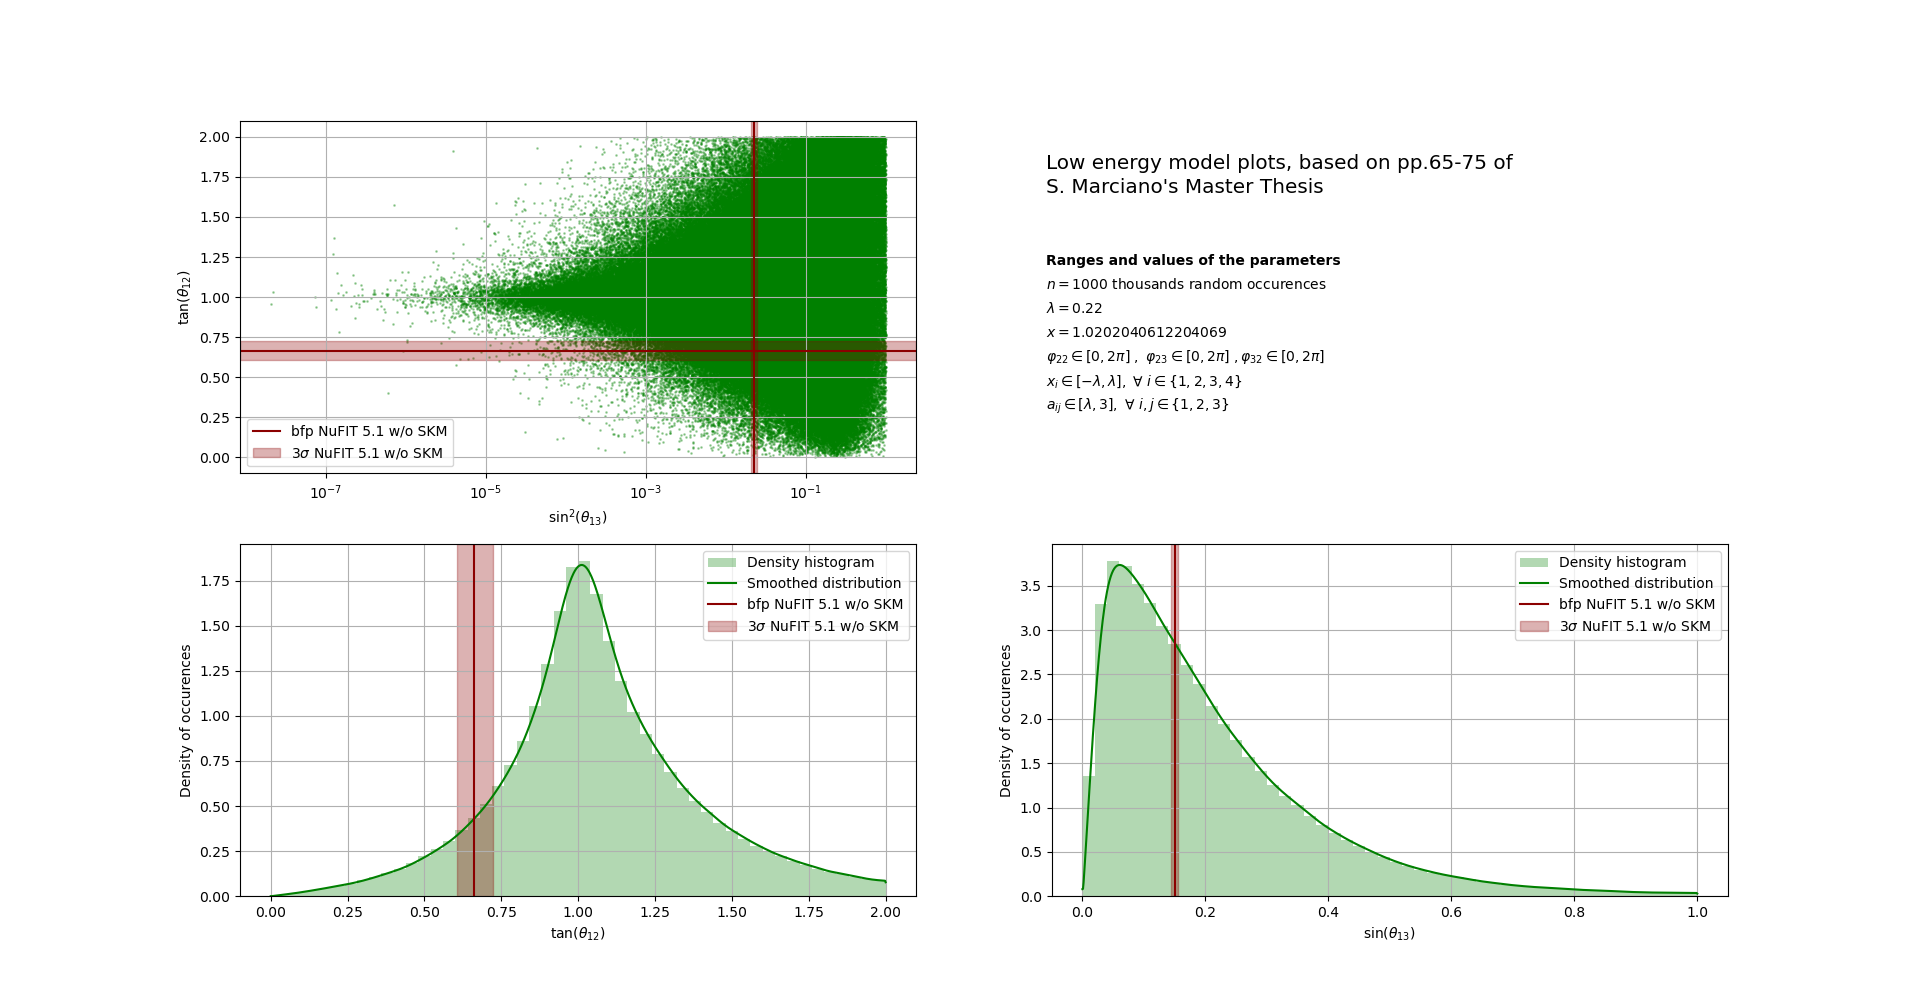 2.00
1.75
1.50
1.25
1.00
0.75
0.50
0.25
0.00
tan(θ₁₂)
bfp NuFIT 5.1 w/o SKM
3σ NuFIT 5.1 w/o SKM
10⁻⁷ 10⁻⁵ 10⁻³ 10⁻¹
sin²(θ₁₃)
Low energy model plots, based on pp.65-75 of
S. Marciano's Master Thesis
Ranges and values of the parameters
n = 1000 thousands random occurences
λ = 0.22
x = 1.0202040612204069
φ₂₂ ∈ [0, 2π] , φ₂₃ ∈ [0, 2π] , φ₃₂ ∈ [0, 2π]
xᵢ ∈ [−λ, λ], ∀ i ∈ {1, 2, 3, 4}
aᵢⱼ ∈ [λ, 3], ∀ i, j ∈ {1, 2, 3}
1.75
1.50
1.25
1.00
0.75
0.50
0.25
0.00
Density of occurences
Density histogram
Smoothed distribution
bfp NuFIT 5.1 w/o SKM
3σ NuFIT 5.1 w/o SKM
0.00 0.25 0.50 0.75 1.00 1.25 1.50 1.75 2.00
tan(θ₁₂)
3.5
3.0
2.5
2.0
1.5
1.0
0.5
0.0
Density of occurences
Density histogram
Smoothed distribution
bfp NuFIT 5.1 w/o SKM
3σ NuFIT 5.1 w/o SKM
0.0 0.2 0.4 0.6 0.8 1.0
sin(θ₁₃)